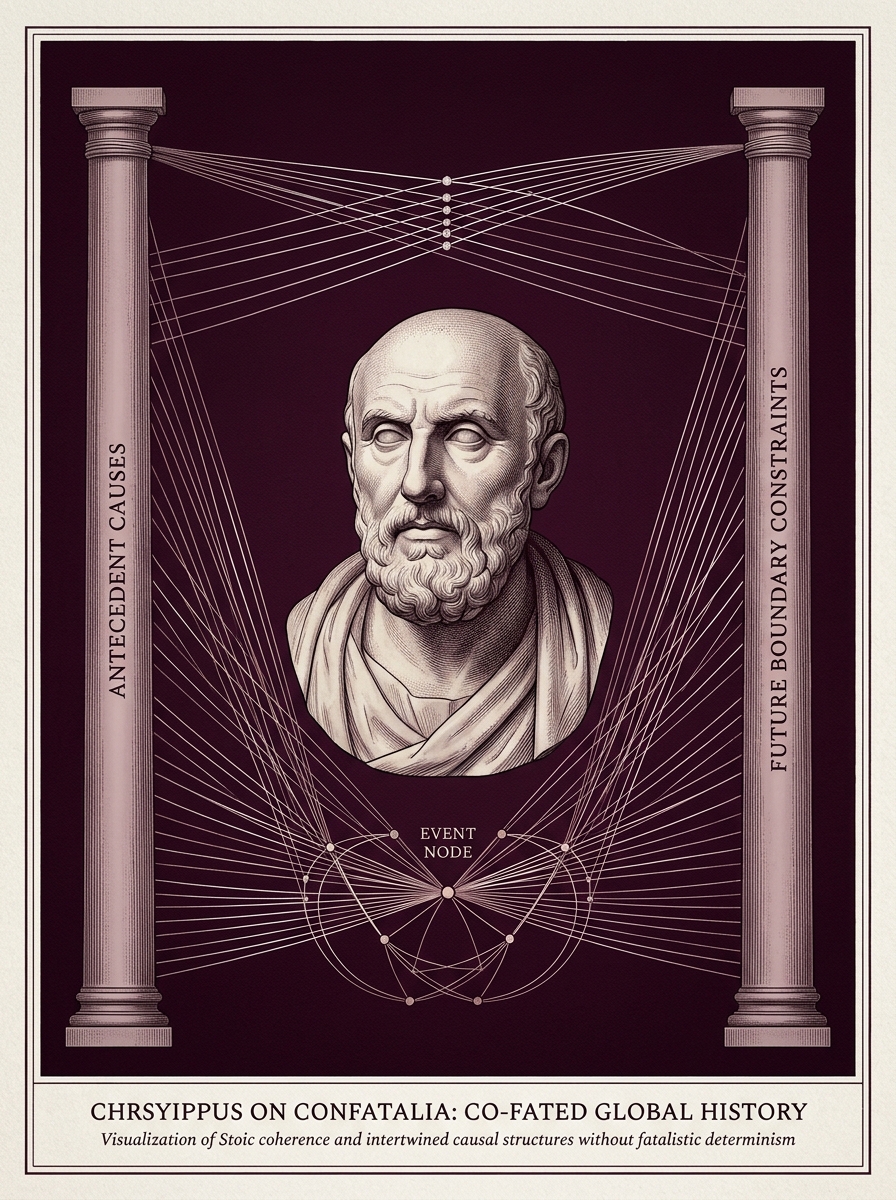 ANTECEDENT CAUSES
FUTURE BOUNDARY CONSTRAINTS
EVENT
NODE
CHRSYIPPUS ON CONFATALIA: CO-FATED GLOBAL HISTORY
Visualization of Stoic coherence and intertwined causal structures without fatalistic determinism